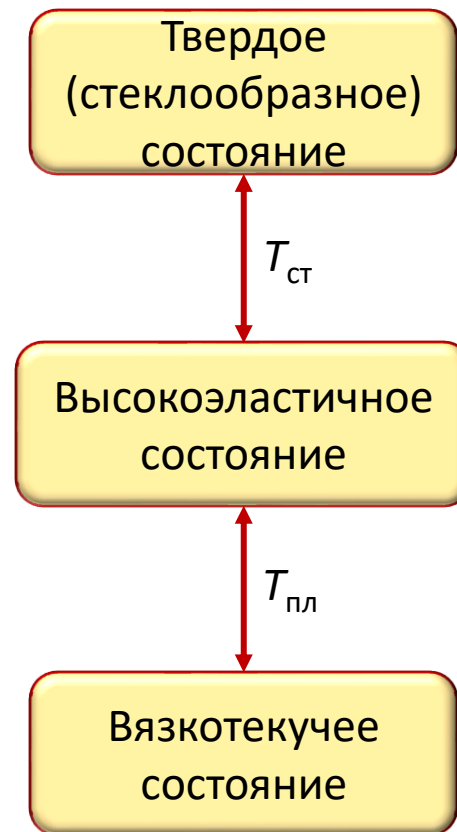 Твердое
(стеклообразное)
состояние
Tст
Высокоэластичное
состояние
Tпл
Вязкотекучее
состояние